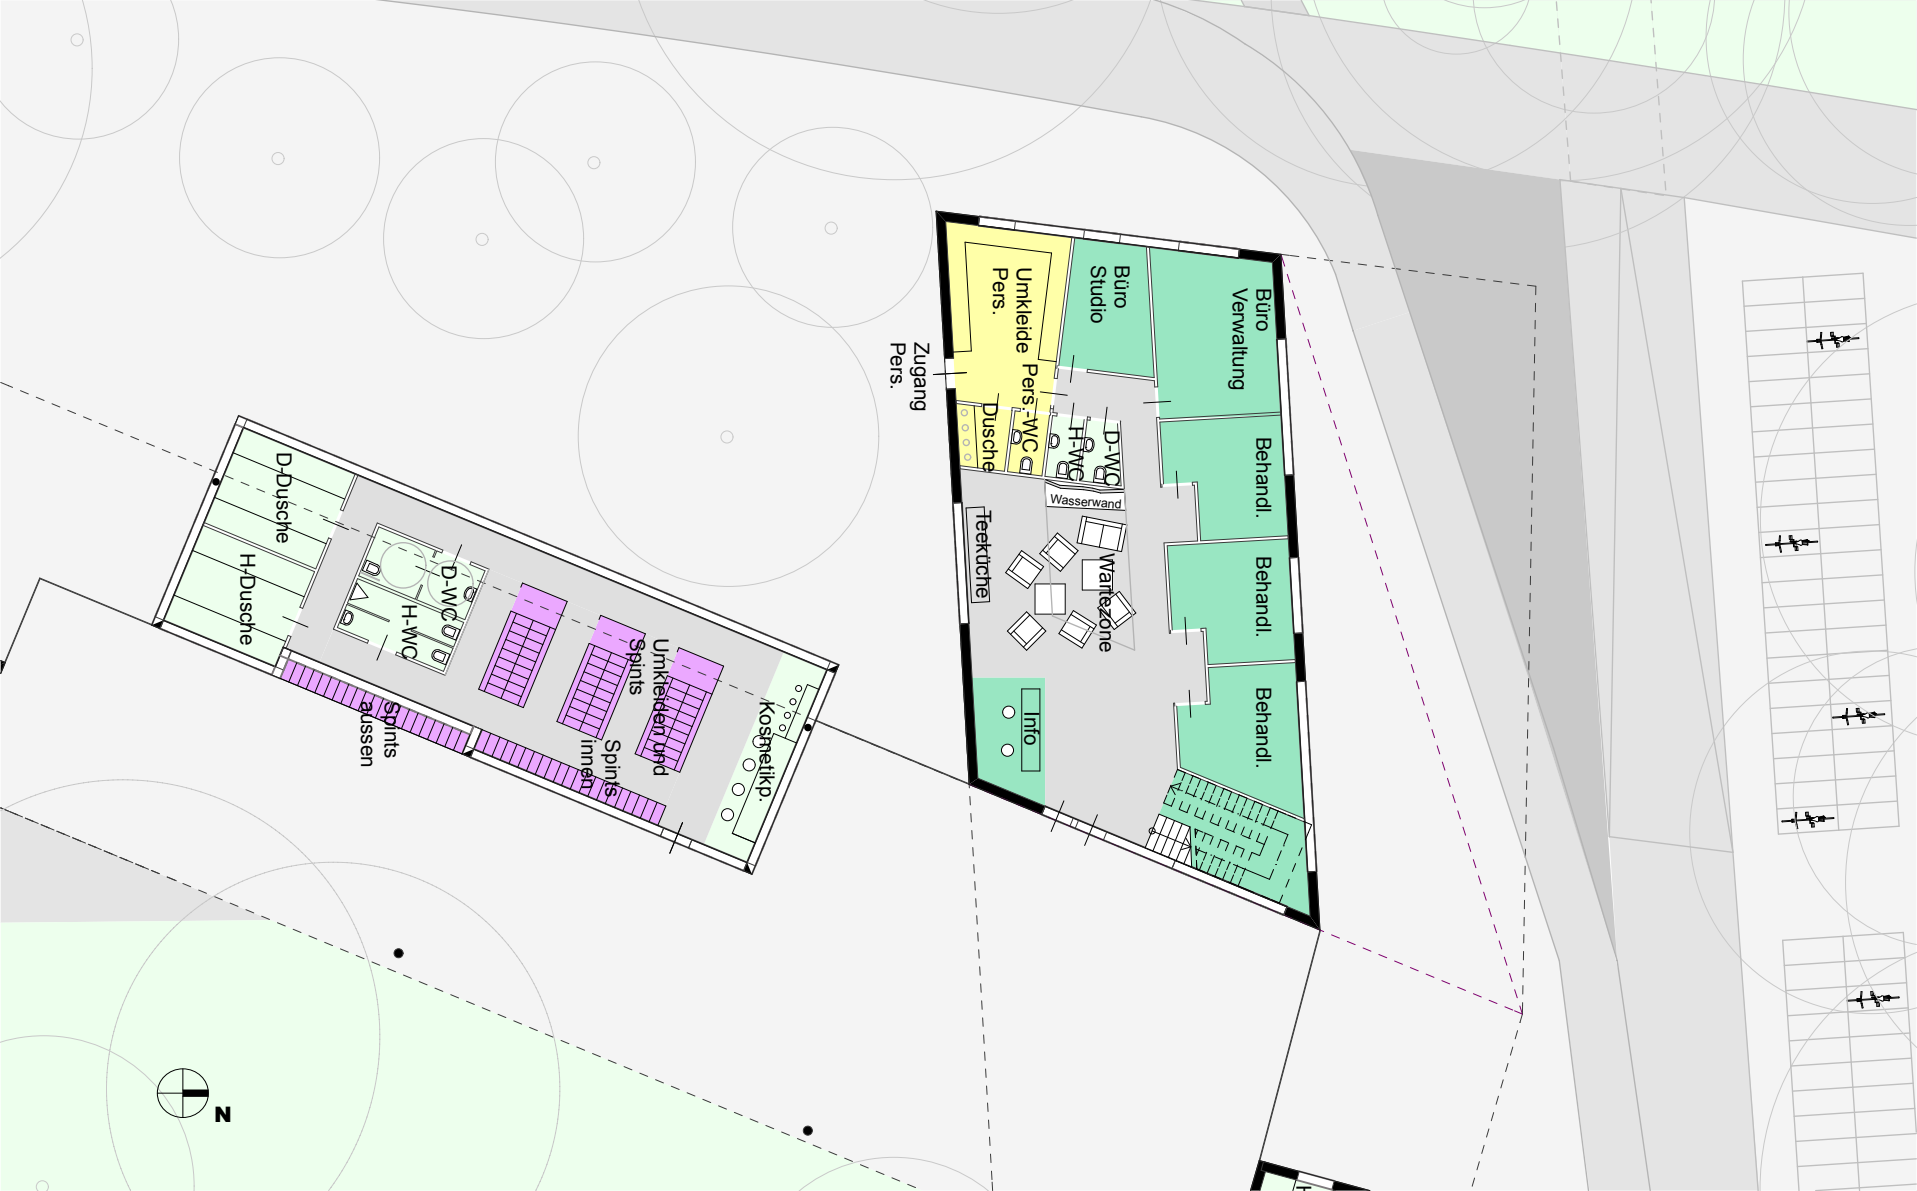 Umkleide
Pers.
Büro
Studio
Büro
Verwaltung
Zugang
Pers.
Pers.-WC
Dusche
H-WC
D-WC
Behandl.
Wasserwand
Teeküche
Wartezone
Behandl.
Behandl.
Info
D-Dusche
H-Dusche
D-WC
H-WC
Umkleiden und
Spints
Spints
innen
Spints
aussen
Kosmetikp.
N